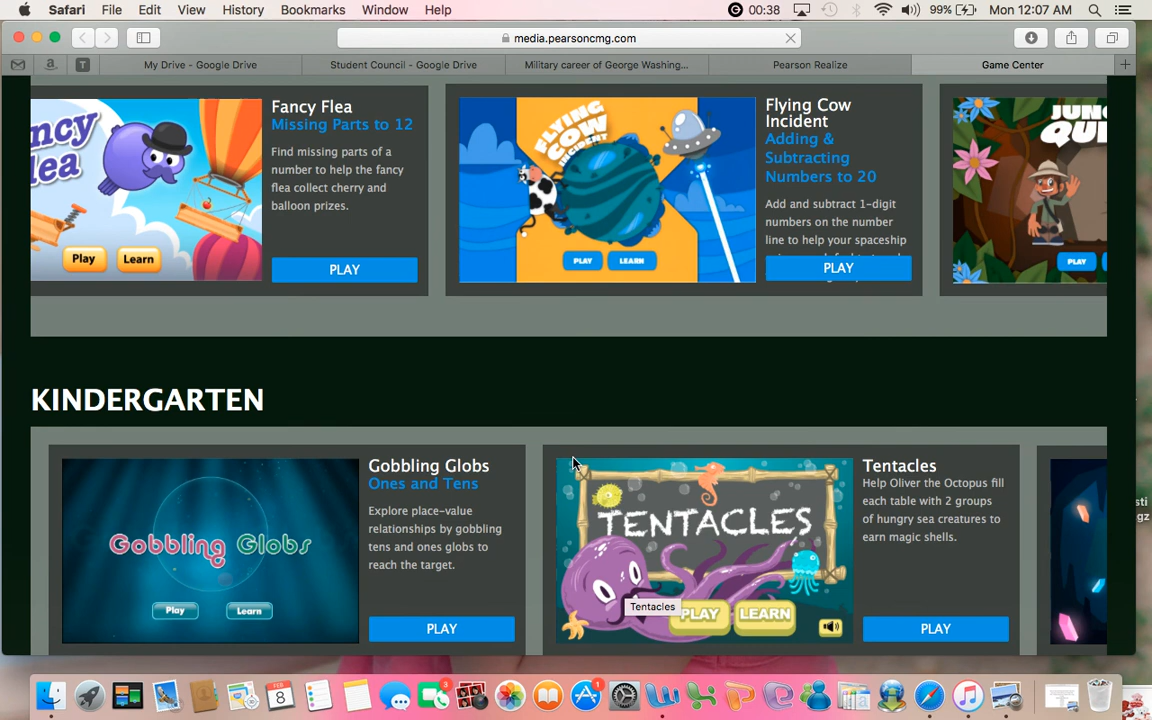 Safari File Edit View History Bookmarks Window Help 00:38 99% Mon 12:07 AM
media.pearsoncmg.com
a T My Drive - Google Drive Student Council - Google Drive Military career of George Washing... Pearson Realize Game Center
Fancy Flea
Missing Parts to 12
Find missing parts of a
number to help the fancy
flea collect cherry and
balloon prizes.
PLAY
Play Learn
FLYING
COW
INCIDENT
PLAY LEARN
Flying Cow
Incident
Adding &
Subtracting
Numbers to 20
Add and subtract 1-digit
numbers on the number
line to help your spaceship
PLAY
PLAY
KINDERGARTEN
Gobbling Globs
Play Learn
Gobbling Globs
Ones and Tens
Explore place-value
relationships by gobbling
tens and ones globs to
reach the target.
PLAY
TENTACLES
Tentacles
PLAY LEARN
Tentacles
Help Oliver the Octopus fill
each table with 2 groups
of hungry sea creatures to
earn magic shells.
PLAY
sti
gz
FEB
8
3
1